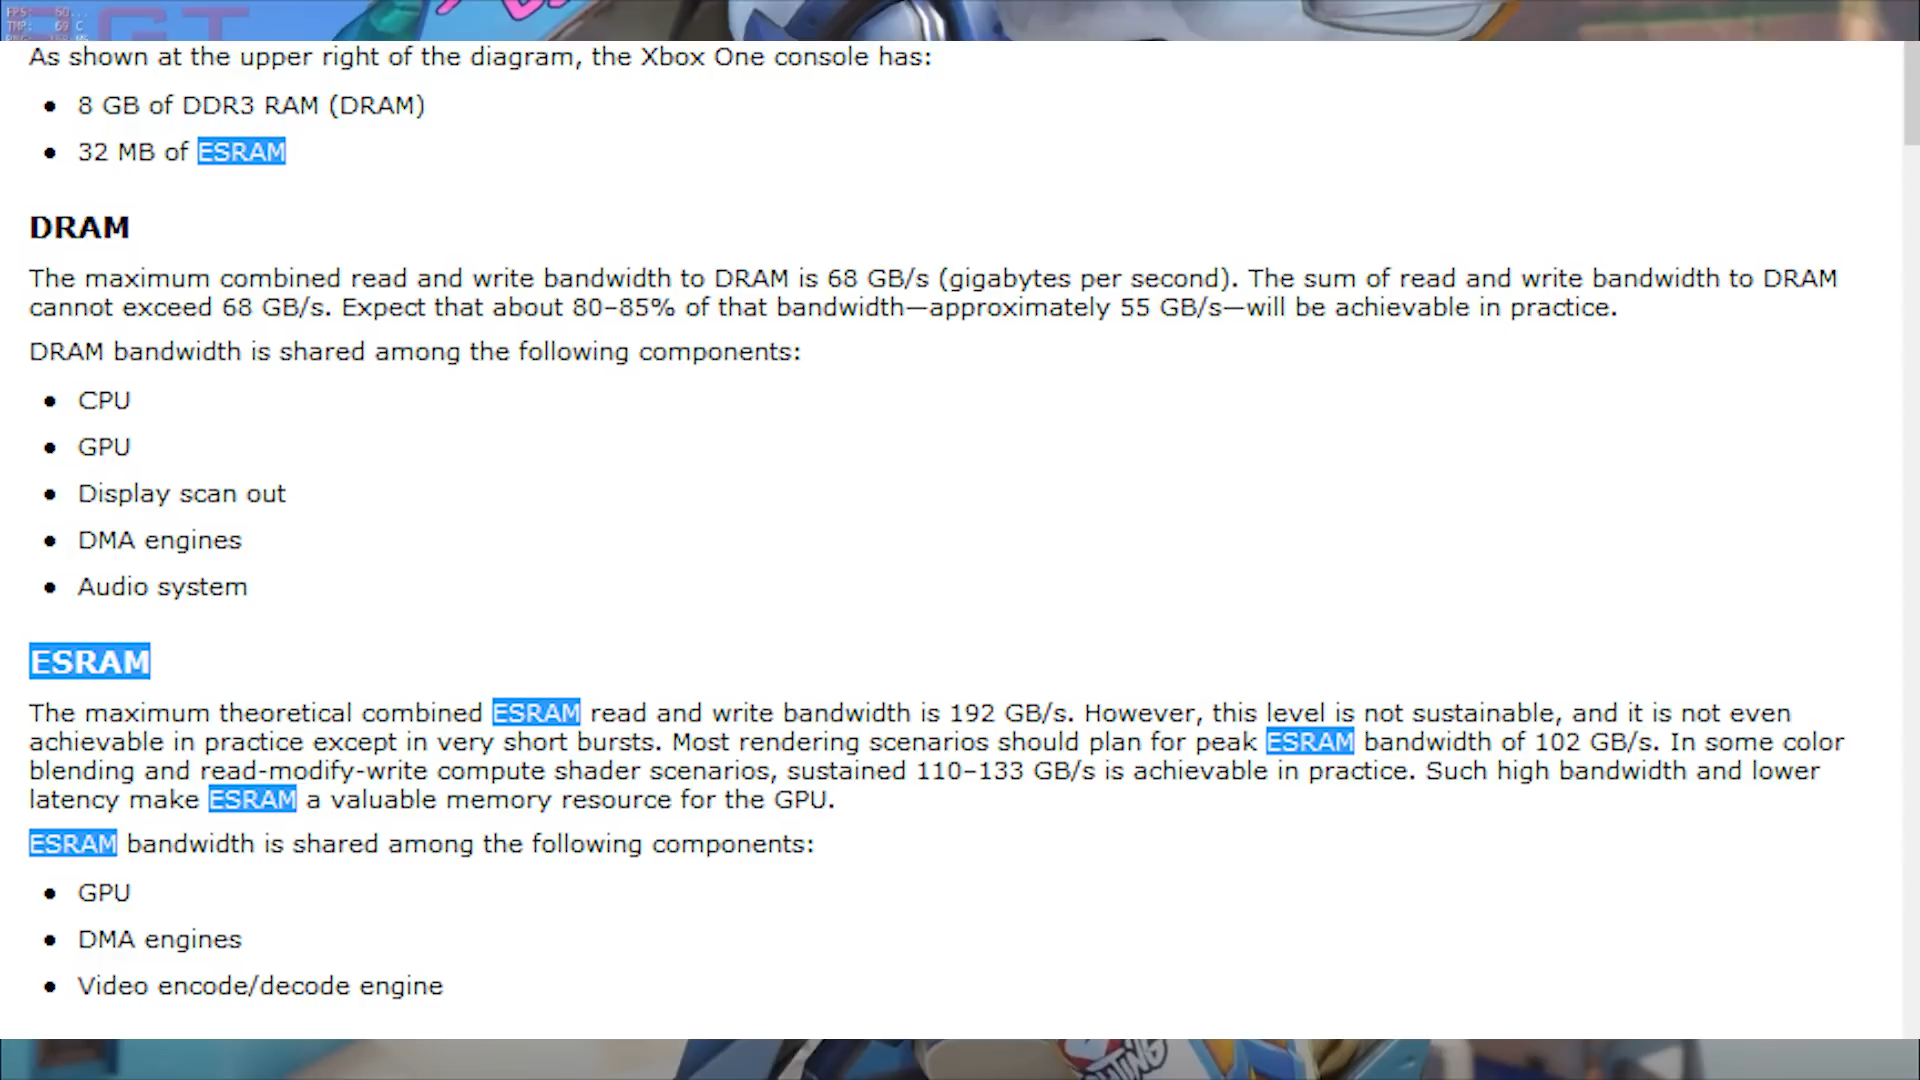 FPS: 60
TMP: 69 C
As shown at the upper right of the diagram, the Xbox One console has:
● 8 GB of DDR3 RAM (DRAM)
● 32 MB of ESRAM
DRAM
The maximum combined read and write bandwidth to DRAM is 68 GB/s (gigabytes per second). The sum of read and write bandwidth to DRAM
cannot exceed 68 GB/s. Expect that about 80–85% of that bandwidth—approximately 55 GB/s—will be achievable in practice.
DRAM bandwidth is shared among the following components:
● CPU
● GPU
● Display scan out
● DMA engines
● Audio system
ESRAM
The maximum theoretical combined ESRAM read and write bandwidth is 192 GB/s. However, this level is not sustainable, and it is not even
achievable in practice except in very short bursts. Most rendering scenarios should plan for peak ESRAM bandwidth of 102 GB/s. In some color
blending and read-modify-write compute shader scenarios, sustained 110–133 GB/s is achievable in practice. Such high bandwidth and lower
latency make ESRAM a valuable memory resource for the GPU.
ESRAM bandwidth is shared among the following components:
● GPU
● DMA engines
● Video encode/decode engine